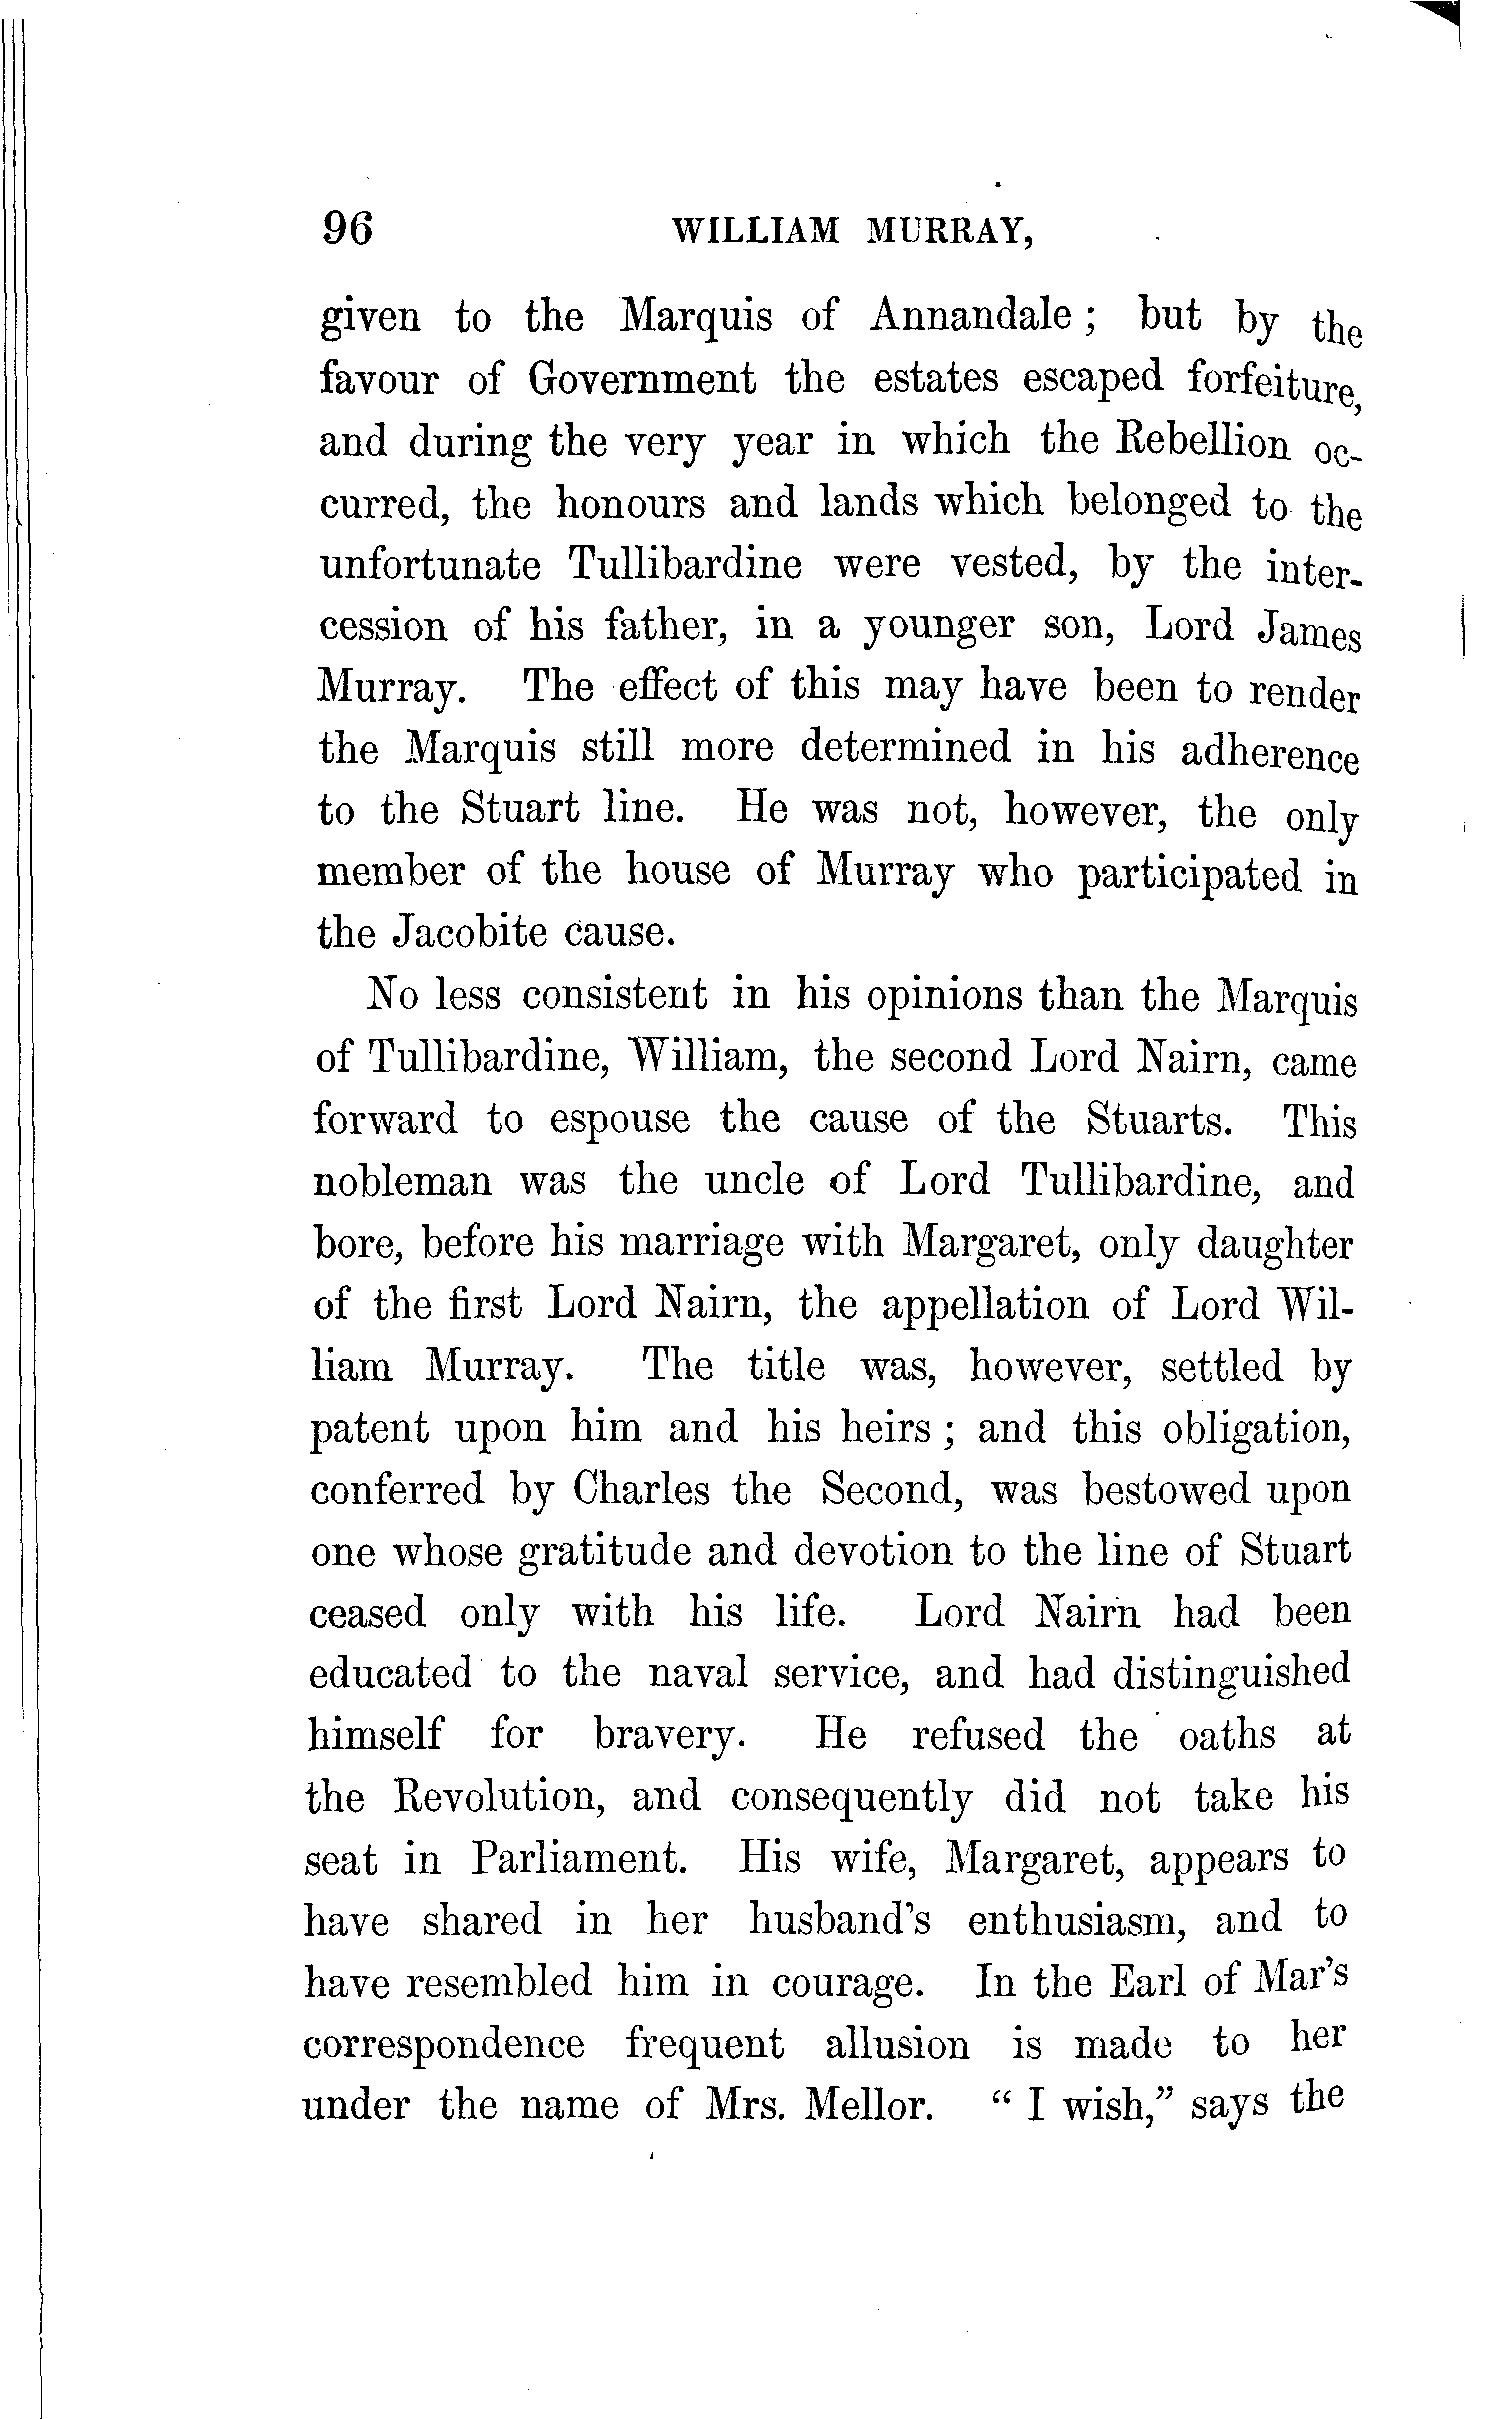 96 WILLIAM MURRAY,
given to the Marquis of Annandale ; but by the
favour of Government the estates escaped forfeiture,
and during the very year in which the Rebellion oc-
curred, the honours and lands which belonged to the
unfortunate Tullibardine were vested, by the inter-
cession of his father, in a younger son, Lord James
Murray. The effect of this may have been to render
the Marquis still more determined in his adherence
to the Stuart line. He was not, however, the only
member of the house of Murray who participated in
the Jacobite cause.
No less consistent in his opinions than the Marquis
of Tullibardine, William, the second Lord Nairn, came
forward to espouse the cause of the Stuarts. This
nobleman was the uncle of Lord Tullibardine, and
bore, before his marriage with Margaret, only daughter
of the first Lord Nairn, the appellation of Lord Wil-
liam Murray. The title was, however, settled by
patent upon him and his heirs ; and this obligation,
conferred by Charles the Second, was bestowed upon
one whose gratitude and devotion to the line of Stuart
ceased only with his life. Lord Nairn had been
educated to the naval service, and had distinguished
himself for bravery. He refused the oaths at
the Revolution, and consequently did not take his
seat in Parliament. His wife, Margaret, appears to
have shared in her husband's enthusiasm, and to
have resembled him in courage. In the Earl of Mar's
correspondence frequent allusion is made to her
under the name of Mrs. Mellor. “ I wish,” says the